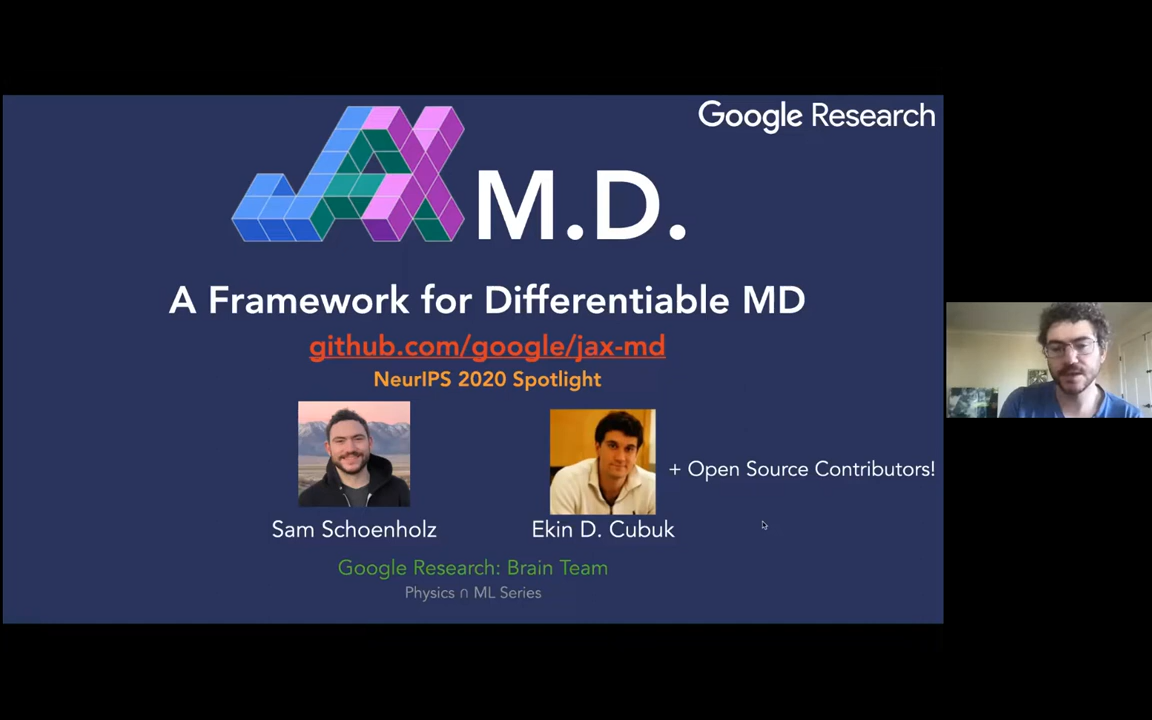 Google Research
JAX M.D.
A Framework for Differentiable MD
github.com/google/jax-md
NeurIPS 2020 Spotlight
+ Open Source Contributors!
Sam Schoenholz
Ekin D. Cubuk
Google Research: Brain Team
Physics ∩ ML Series